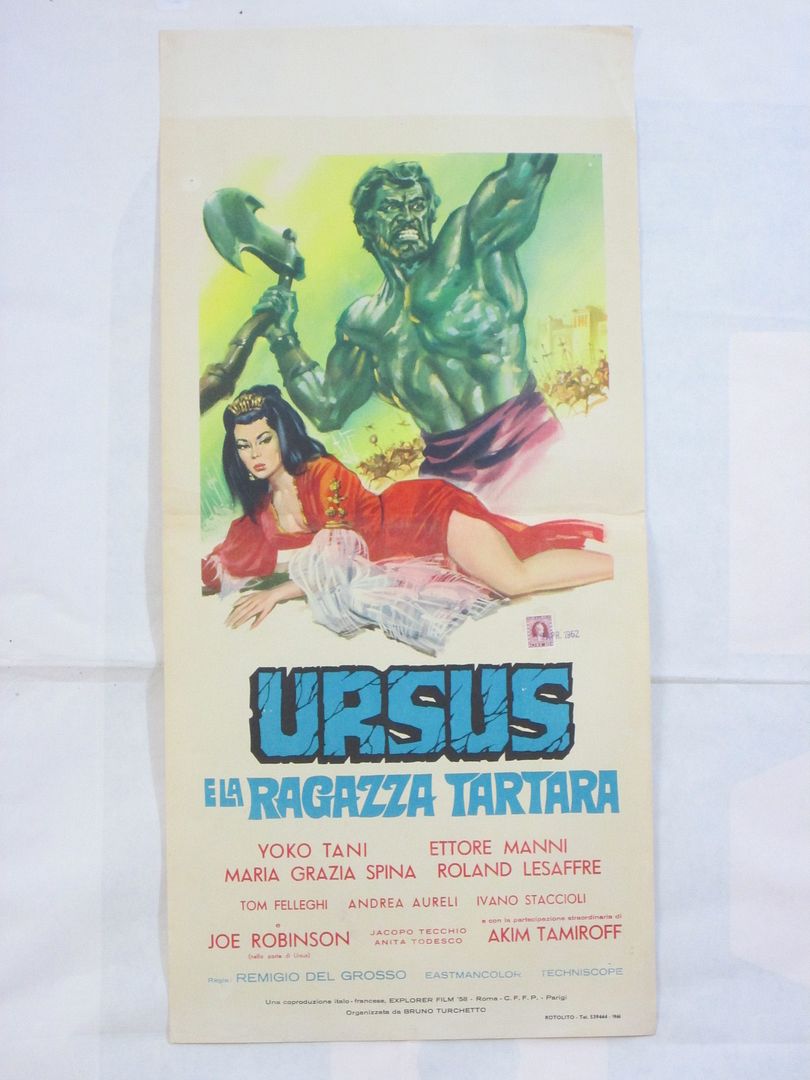 APR. 1962
URSUS
E LA RAGAZZA TARTARA
YOKO TANI ETTORE MANNI
MARIA GRAZIA SPINA ROLAND LESAFFRE
TOM FELLEGHI ANDREA AURELI IVANO STACCIOLI
e JACOPO TECCHIO e con la partecipazione straordinaria di
JOE ROBINSON ANITA TODESCO AKIM TAMIROFF
(nella parte di Ursus)
Regia REMIGIO DEL GROSSO EASTMANCOLOR TECHNISCOPE
Una coproduzione italo-francese, EXPLORER FILM '58 - Roma - C.F.F.P. - Parigi
Organizzata da BRUNO TURCHETTO
ROTOLITO - Tel.